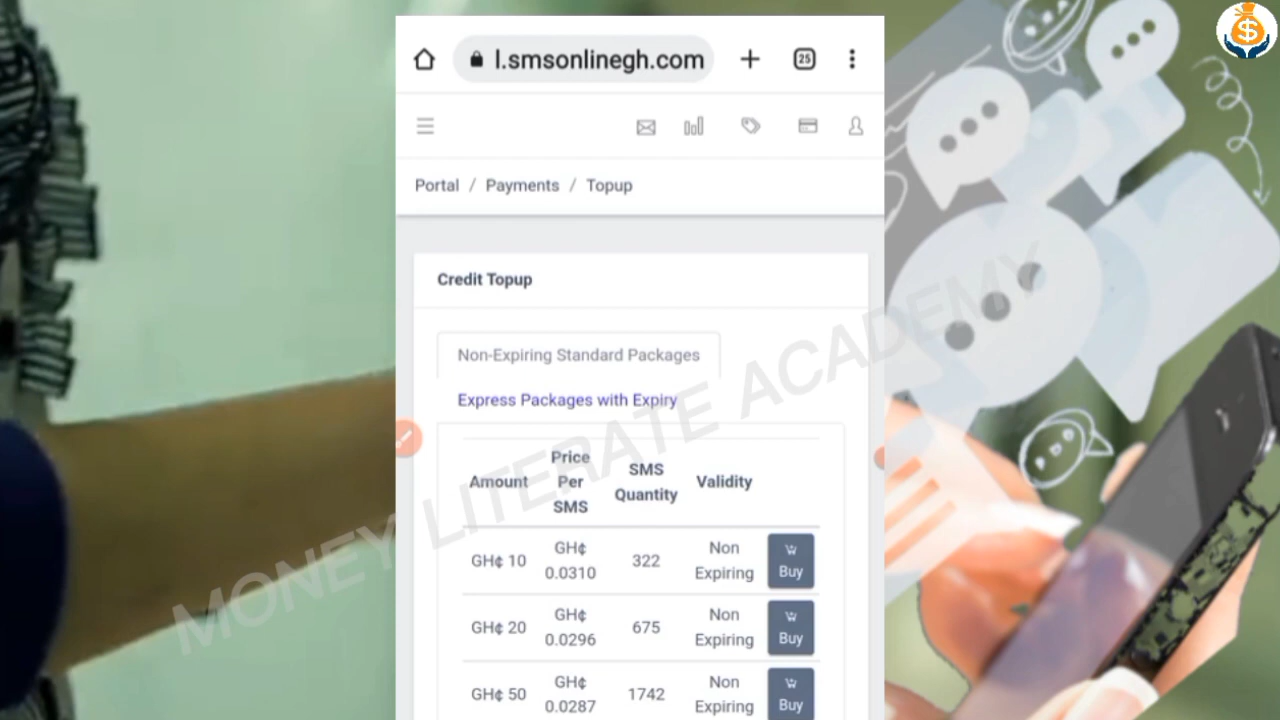 l.smsonlinegh.com
25
Portal / Payments / Topup
Credit Topup
Non-Expiring Standard Packages
Express Packages with Expiry
Amount Price Per SMS SMS Quantity Validity
GH¢ 10 GH¢ 0.0310 322 Non Expiring Buy
GH¢ 20 GH¢ 0.0296 675 Non Expiring Buy
GH¢ 50 GH¢ 0.0287 1742 Non Expiring Buy
MONEY LITERATE ACADEMY
$